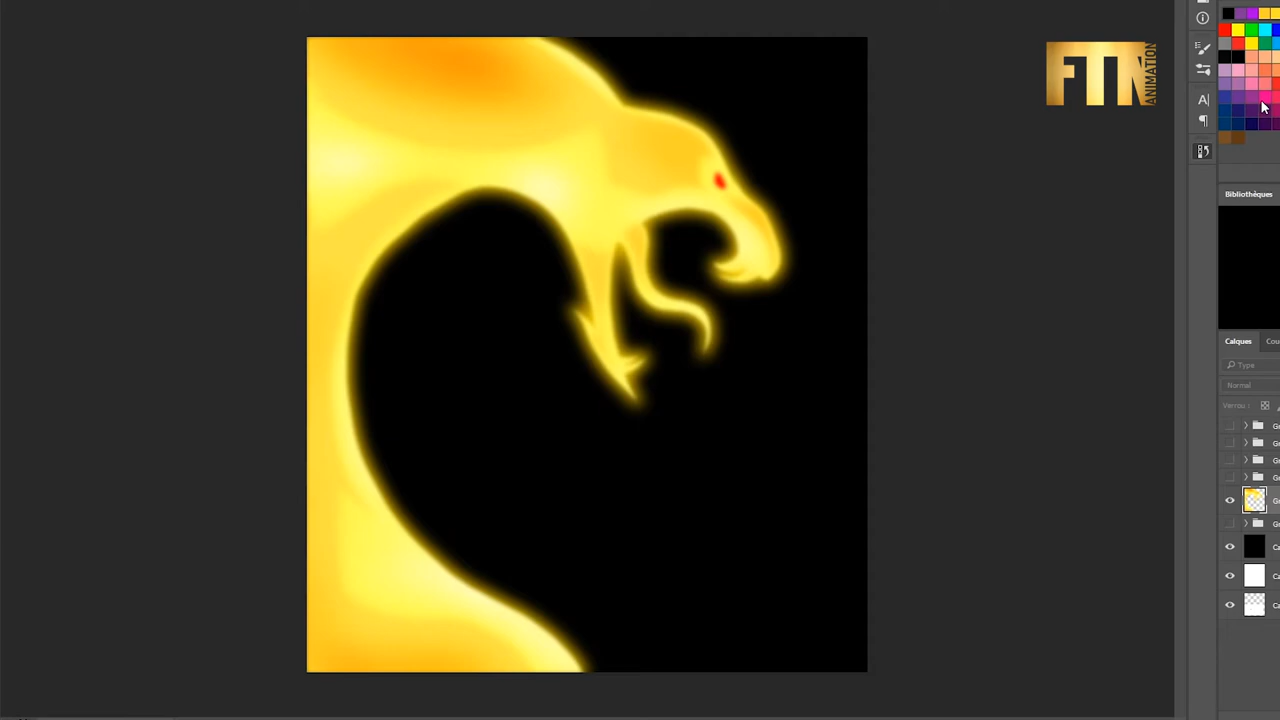 FTN
ANIMATION
A
Bibliothèques
Calques
Type
Normal
Verrou :